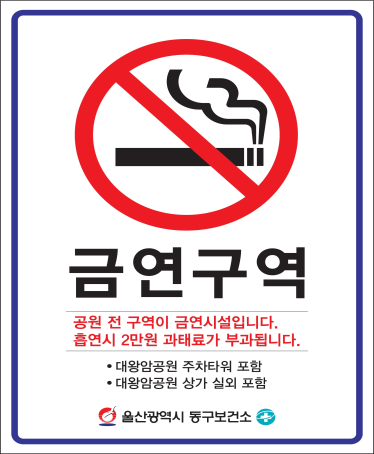 금연구역
공원 전 구역이 금연시설입니다.
흡연시 2만원 과태료가 부과됩니다.
• 대왕암공원 주차타워 포함
• 대왕암공원 상가 실외 포함
울산광역시 동구보건소